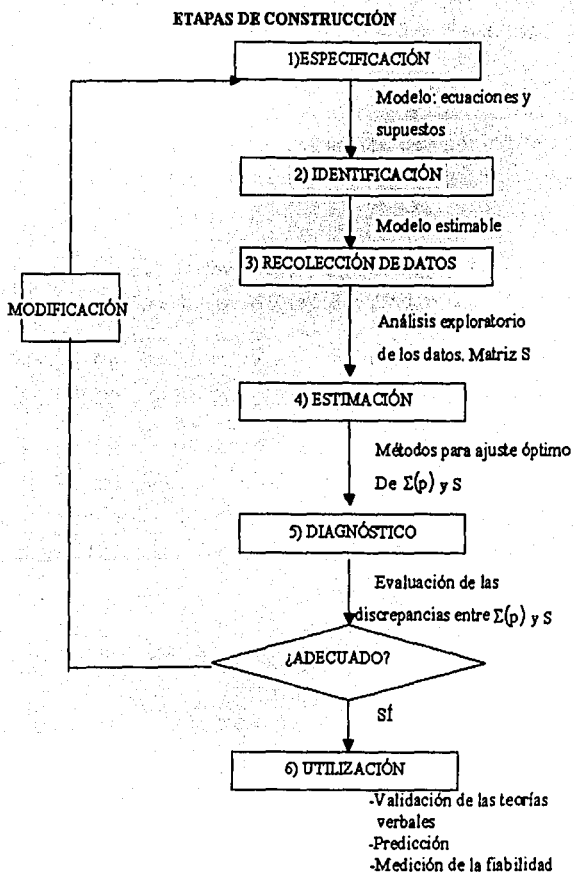 ETAPAS DE CONSTRUCCIÓN
1)ESPECIFICACIÓN
Modelo: ecuaciones y
supuestos
2) IDENTIFICACIÓN
Modelo estimable
3) RECOLECCIÓN DE DATOS
MODIFICACIÓN
Análisis exploratorio
de los datos. Matriz S
4) ESTIMACIÓN
Métodos para ajuste óptimo
De Σ(p) y S
5) DIAGNÓSTICO
Evaluación de las
discrepancias entre Σ(p) y S
¿ADECUADO?
SÍ
6) UTILIZACIÓN
-Validación de las teorías
verbales
-Predicción
-Medición de la fiabilidad